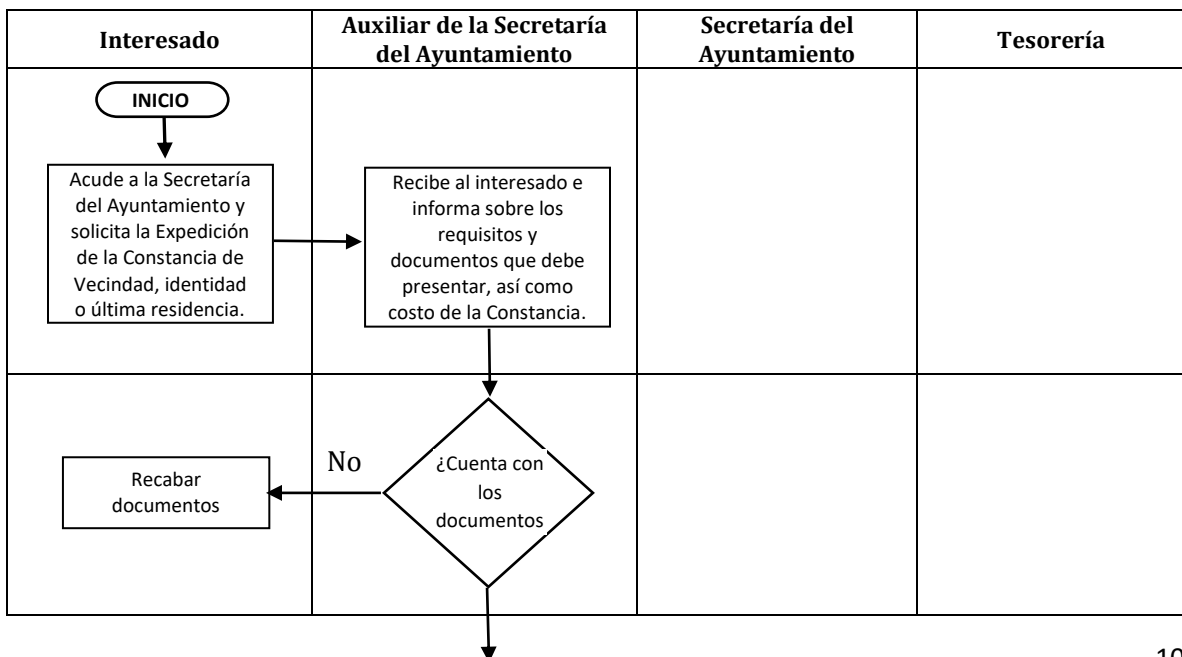 Interesado
Auxiliar de la Secretaría
del Ayuntamiento
Secretaría del
Ayuntamiento
Tesorería
INICIO
Acude a la Secretaría
del Ayuntamiento y
solicita la Expedición
de la Constancia de
Vecindad, identidad
o última residencia.
Recibe al interesado e
informa sobre los
requisitos y
documentos que debe
presentar, así como
costo de la Constancia.
Recabar
documentos
No
¿Cuenta con
los
documentos
10